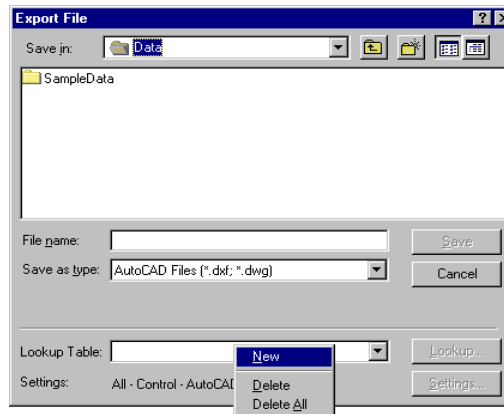 Export File
Save in: Data
SampleData
File name: Save
Save as type: AutoCAD Files (*.dxf; *.dwg) Cancel
Lookup Table: New Lookup...
Settings: All - Control - AutoCA Delete Settings...
Delete All